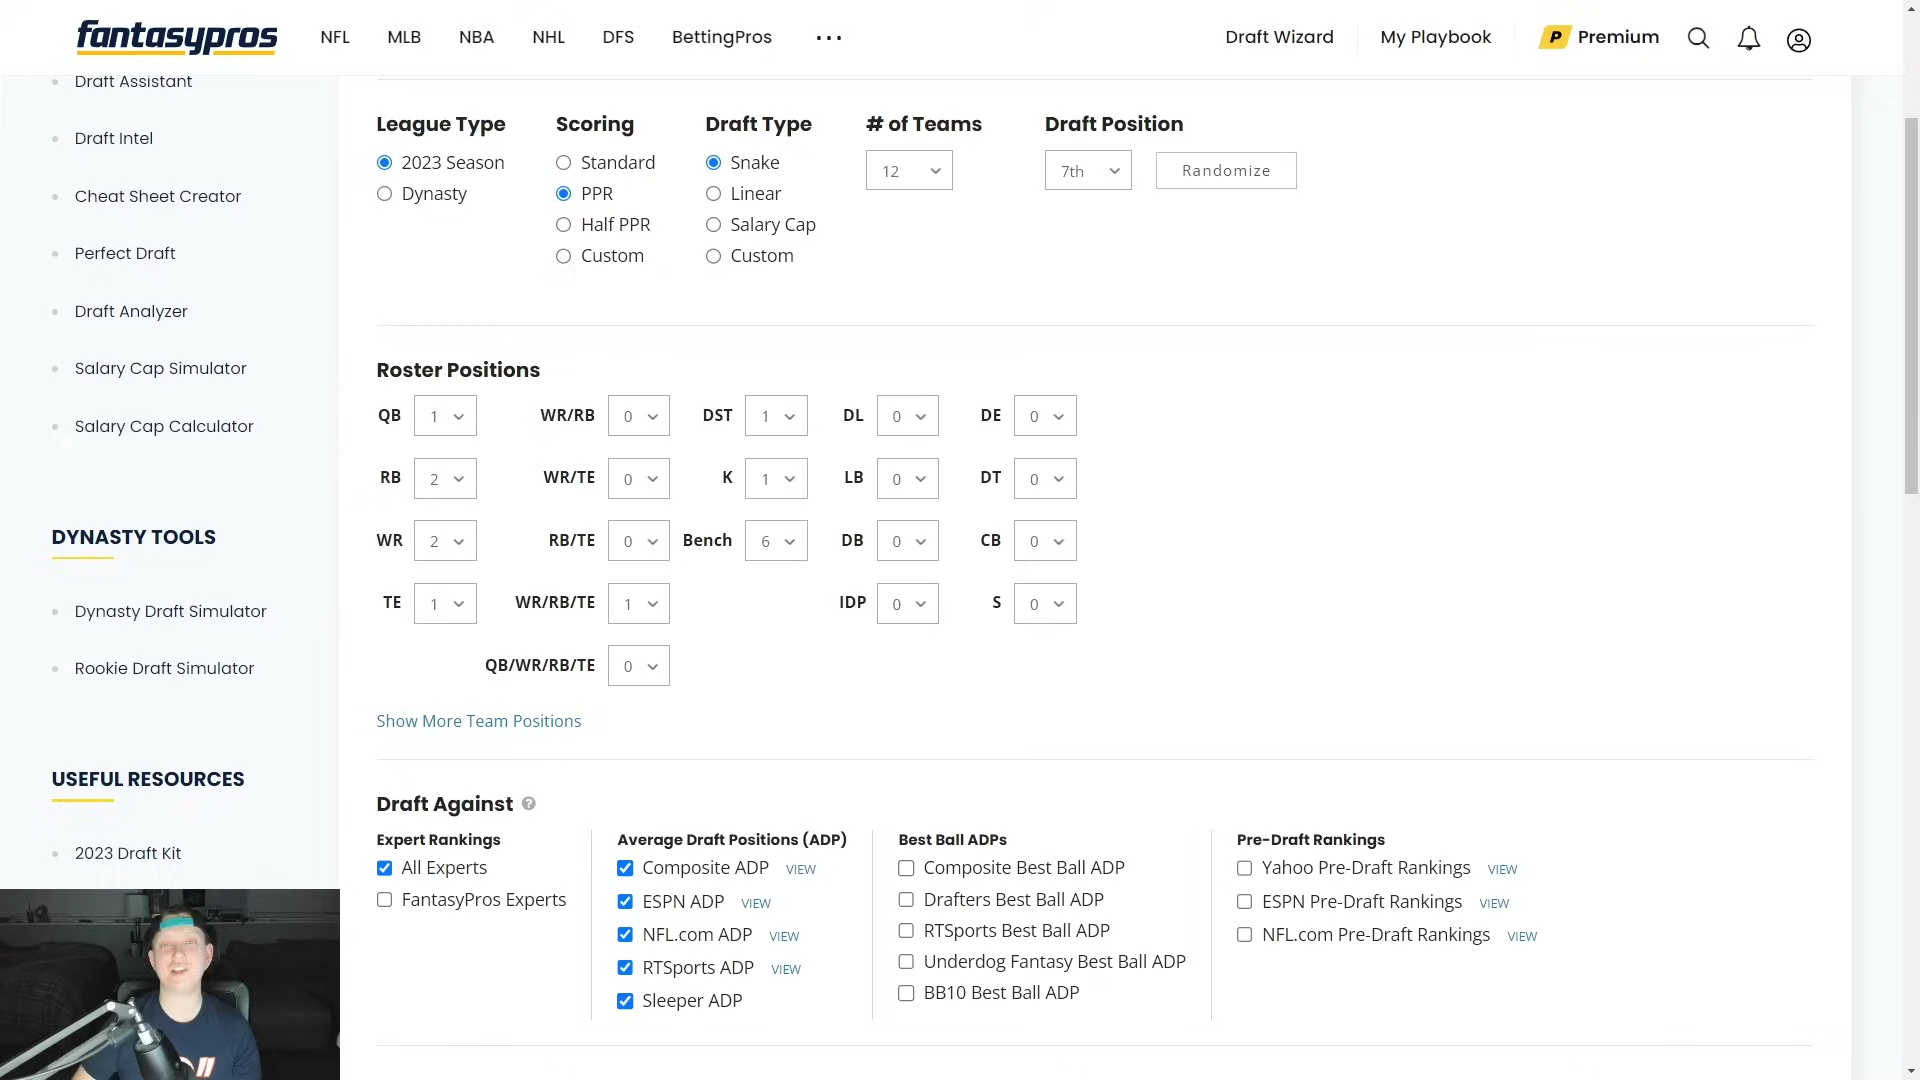 fantasypros NFL MLB NBA NHL DFS BettingPros ... Draft Wizard My Playbook P Premium
Draft Assistant
Draft Intel
Cheat Sheet Creator
Perfect Draft
Draft Analyzer
Salary Cap Simulator
Salary Cap Calculator
DYNASTY TOOLS
Dynasty Draft Simulator
Rookie Draft Simulator
USEFUL RESOURCES
2023 Draft Kit
League Type Scoring Draft Type # of Teams Draft Position
2023 Season Standard Snake 12 7th Randomize
Dynasty PPR Linear
Half PPR Salary Cap
Custom Custom
Roster Positions
QB 1 WR/RB 0 DST 1 DL 0 DE 0
RB 2 WR/TE 0 K 1 LB 0 DT 0
WR 2 RB/TE 0 Bench 6 DB 0 CB 0
TE 1 WR/RB/TE 1 IDP 0 S 0
QB/WR/RB/TE 0
Show More Team Positions
Draft Against ?
Expert Rankings
All Experts
FantasyPros Experts
Average Draft Positions (ADP)
Composite ADP VIEW
ESPN ADP VIEW
NFL.com ADP VIEW
RTSports ADP VIEW
Sleeper ADP
Best Ball ADPs
Composite Best Ball ADP
Drafters Best Ball ADP
RTSports Best Ball ADP
Underdog Fantasy Best Ball ADP
BB10 Best Ball ADP
Pre-Draft Rankings
Yahoo Pre-Draft Rankings VIEW
ESPN Pre-Draft Rankings VIEW
NFL.com Pre-Draft Rankings VIEW